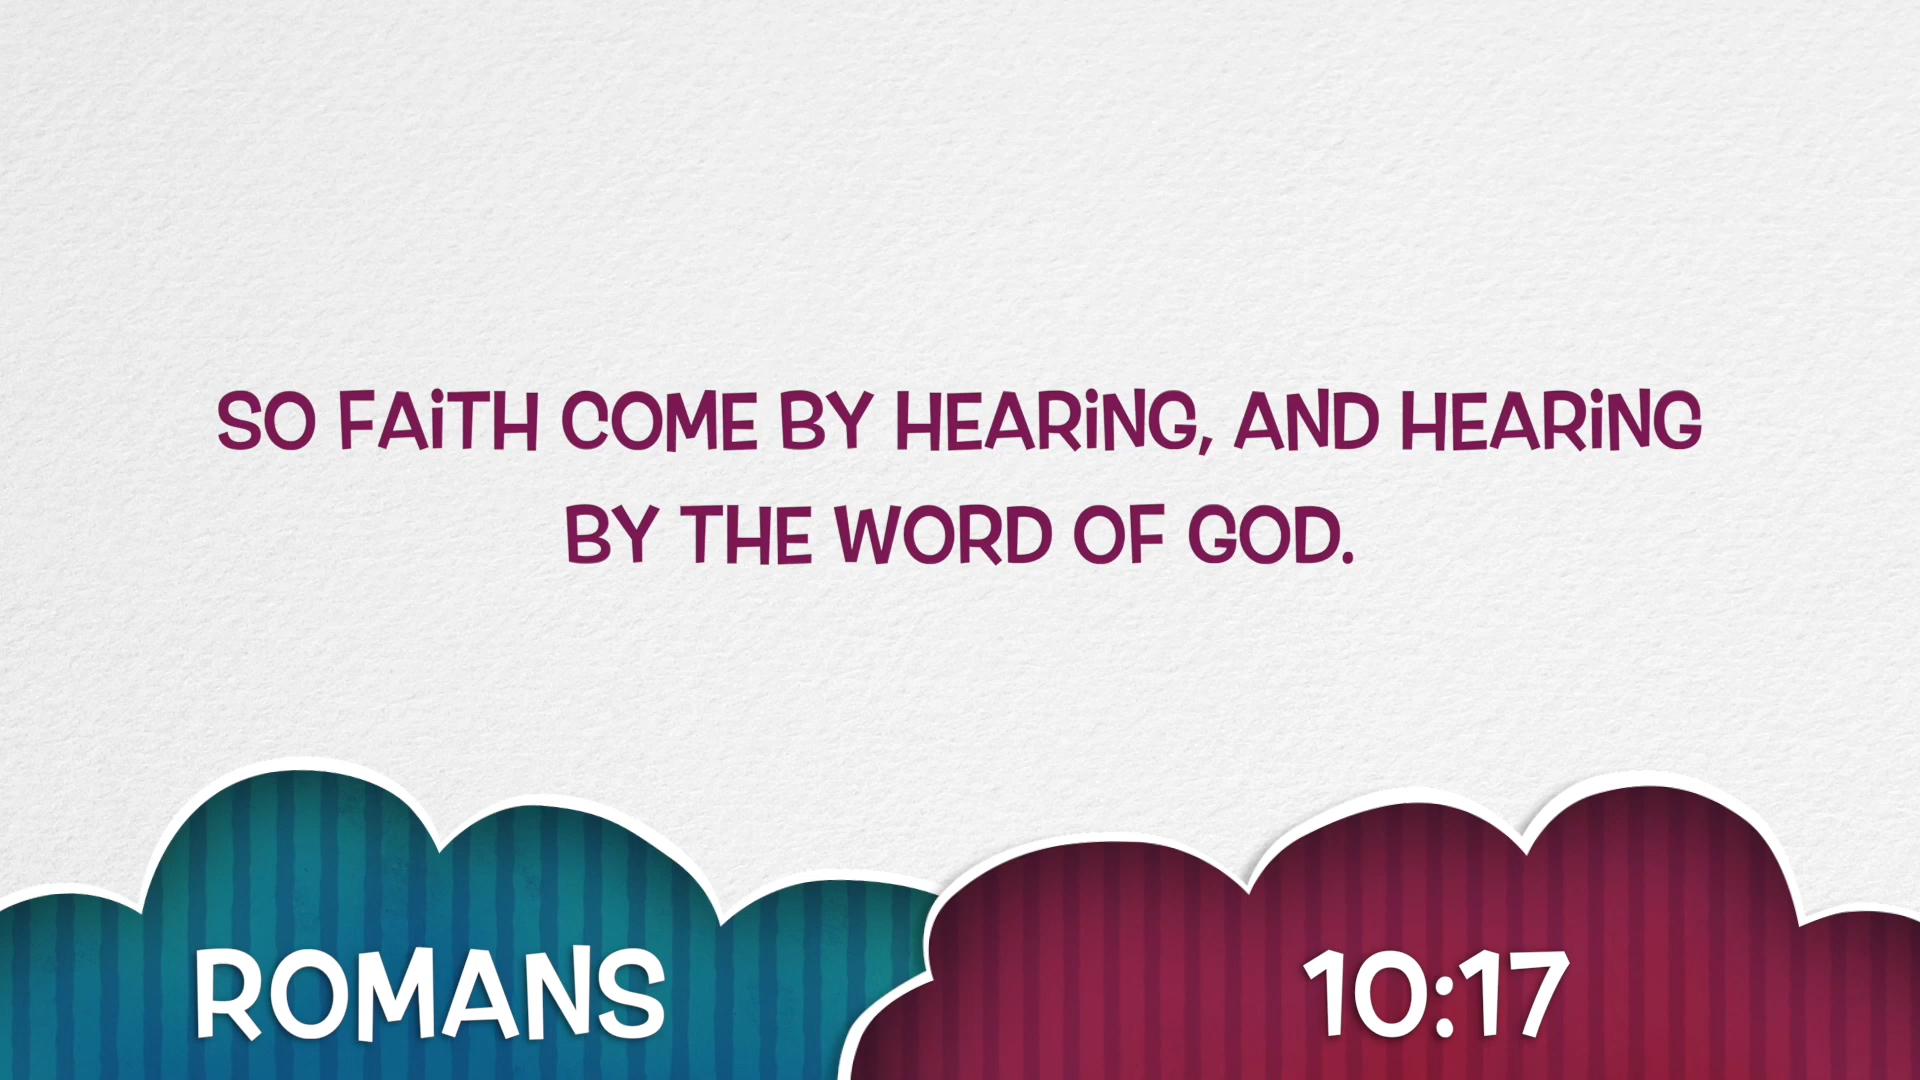 SO FAiTH COME BY HEARiNG, AND HEARiNG
BY THE WORD OF GOD.
ROMANS
10:17